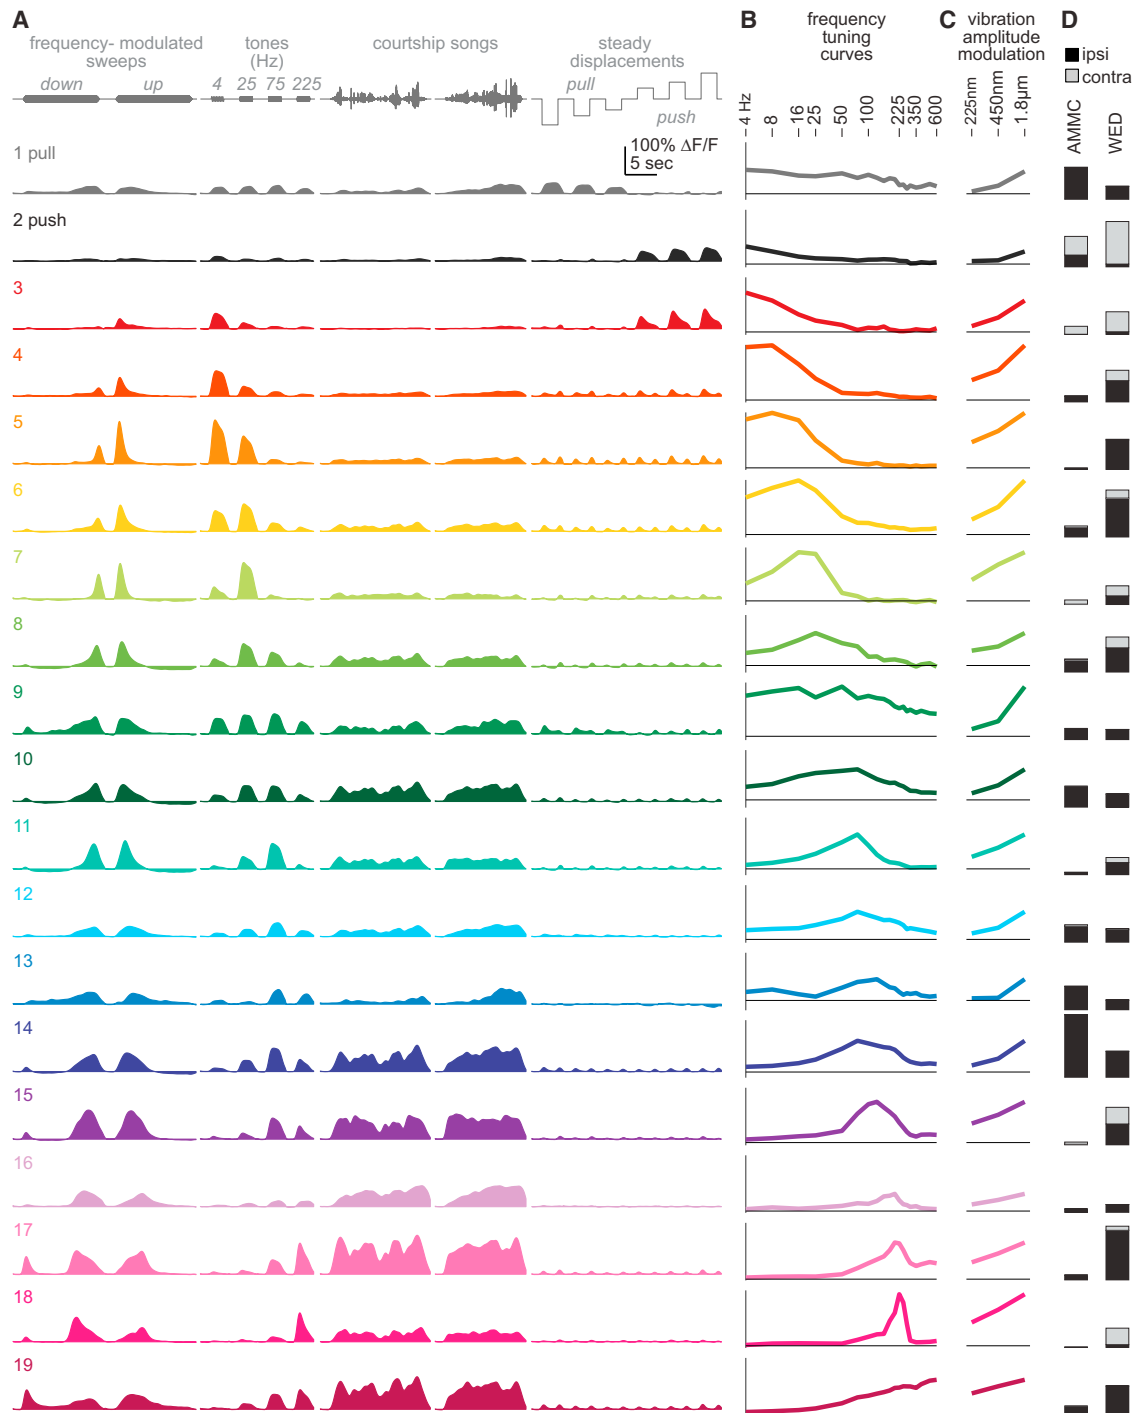 A
frequency- modulated
sweeps
down
up
tones
(Hz)
4
25
75
225
courtship songs
steady
displacements
pull
push
100% ΔF/F
5 sec
B
frequency
tuning
curves
4 Hz
8
16
25
50
100
225
350
600
C
vibration
amplitude
modulation
225nm
450nm
1.8µm
D
ipsi
contra
AMMC
WED
1 pull
2 push
3
4
5
6
7
8
9
10
11
12
13
14
15
16
17
18
19